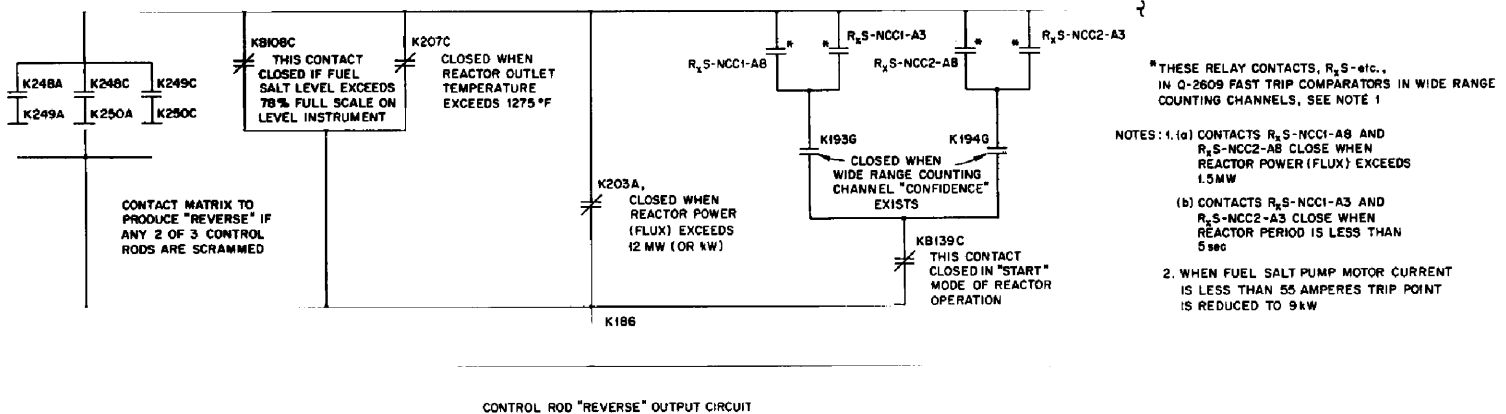 K248A
K248C
K249C
K249A
K250A
K250C
CONTACT MATRIX TO
PRODUCE "REVERSE" IF
ANY 2 OF 3 CONTROL
RODS ARE SCRAMMED
KB108C
THIS CONTACT
CLOSED IF FUEL
SALT LEVEL EXCEEDS
78% FULL SCALE ON
LEVEL INSTRUMENT
K207C
CLOSED WHEN
REACTOR OUTLET
TEMPERATURE
EXCEEDS 1275 °F
K203A,
CLOSED WHEN
REACTOR POWER
(FLUX) EXCEEDS
12 MW (OR kW)
K186
* RxS-NCC1-A8
* RxS-NCC1-A3
* RxS-NCC2-A8
* RxS-NCC2-A3
K193G
K194G
CLOSED WHEN
WIDE RANGE COUNTING
CHANNEL "CONFIDENCE"
EXISTS
KB139C
THIS CONTACT
CLOSED IN "START"
MODE OF REACTOR
OPERATION
*THESE RELAY CONTACTS, RxS-etc.,
IN Q-2609 FAST TRIP COMPARATORS IN WIDE RANGE
COUNTING CHANNELS, SEE NOTE 1
NOTES: 1. (a) CONTACTS RxS-NCC1-A8 AND
RxS-NCC2-A8 CLOSE WHEN
REACTOR POWER (FLUX) EXCEEDS
1.5 MW
(b) CONTACTS RxS-NCC1-A3 AND
RxS-NCC2-A3 CLOSE WHEN
REACTOR PERIOD IS LESS THAN
5 sec
2. WHEN FUEL SALT PUMP MOTOR CURRENT
IS LESS THAN 55 AMPERES TRIP POINT
IS REDUCED TO 9 kW
CONTROL ROD "REVERSE" OUTPUT CIRCUIT